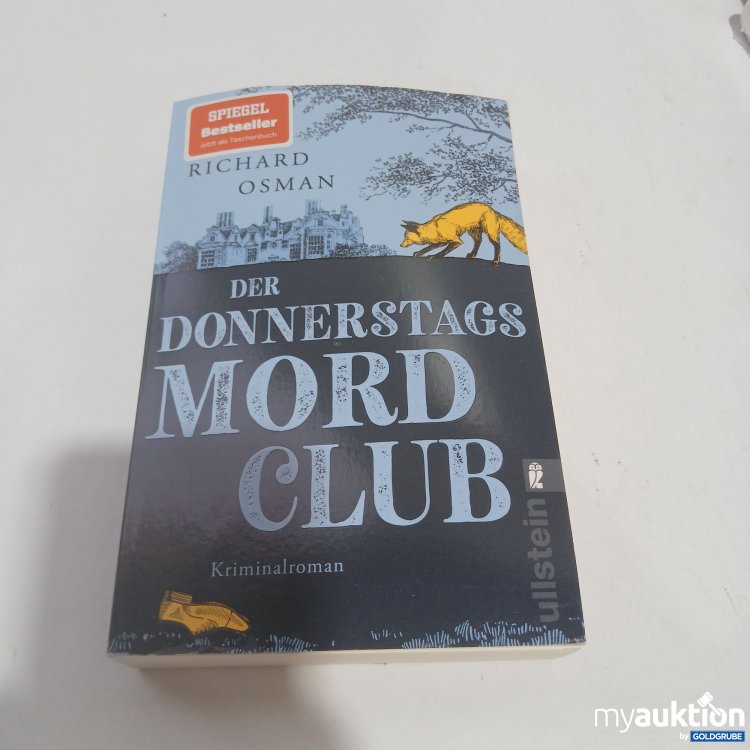 SPIEGEL
Bestseller
Jetzt als Taschenbuch
RICHARD
OSMAN
DER
DONNERSTAGS
MORD
CLUB
Kriminalroman
ullstein
myauktion
by GOLDGRUBE